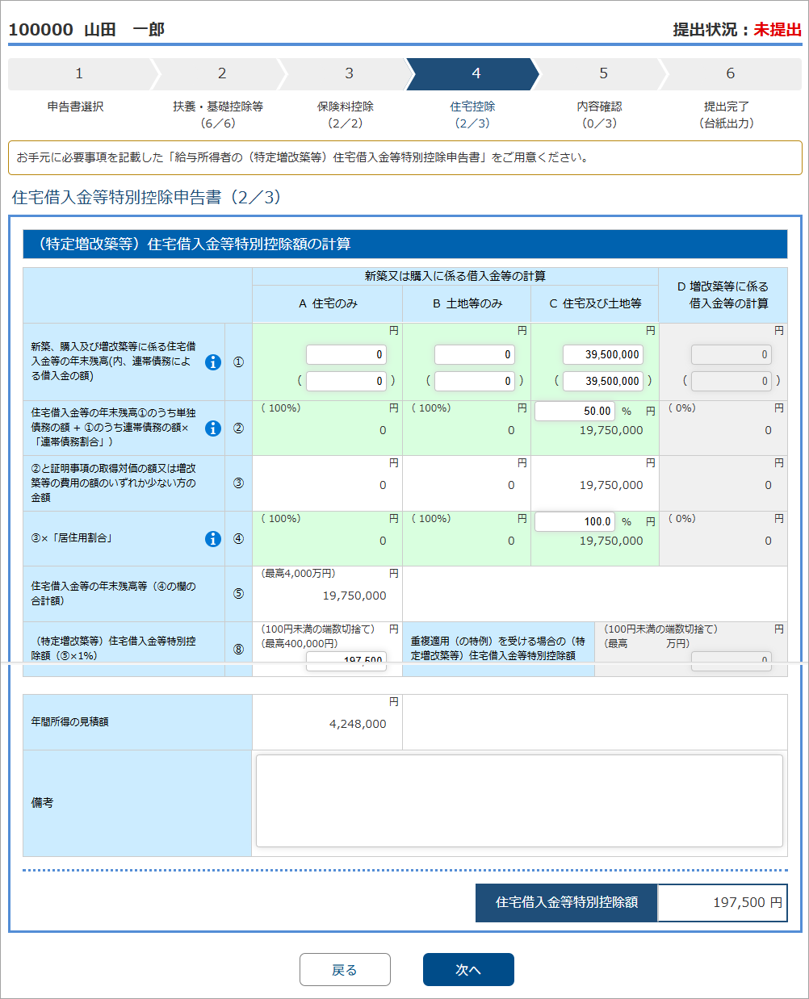 100000 山田　一郎
提出状況：未提出
1 2 3 4 5 6
申告書選択
扶養・基礎控除等
（6／6）
保険料控除
（2／2）
住宅控除
（2／3）
内容確認
（0／3）
提出完了
（台紙出力）
お手元に必要事項を記載した「給与所得者の（特定増改築等）住宅借入金等特別控除申告書」をご用意ください。
住宅借入金等特別控除申告書（2／3）
（特定増改築等）住宅借入金等特別控除額の計算
新築又は購入に係る借入金等の計算
A 住宅のみ
B 土地等のみ
C 住宅及び土地等
D 増改築等に係る
借入金等の計算
新築、購入及び増改築等に係る住宅借
入金等の年末残高(内、連帯債務によ
る借入金の額)
①
円 円 円 円
0 0 39,500,000 0
（ 0 ） （ 0 ） （ 39,500,000 ） （ 0 ）
住宅借入金等の年末残高①のうち単独
債務の額 + ①のうち連帯債務の額×
「連帯債務割合」）
②
（ 100%） 円 （ 100%） 円 50.00 % 円 （ 0%） 円
0 0 19,750,000 0
②と証明事項の取得対価の額又は増改
築等の費用の額のいずれか少ない方の
金額
③
円 円 円 円
0 0 19,750,000 0
③×「居住用割合」
④
（ 100%） 円 （ 100%） 円 100.0 % 円 （ 0%） 円
0 0 19,750,000 0
住宅借入金等の年末残高等（④の欄の
合計額）
⑤
（最高4,000万円） 円
19,750,000
（特定増改築等）住宅借入金等特別控
除額（⑤×1%）
⑧
（100円未満の端数切捨て） 円
（最高400,000円）
197,500
重複適用（の特例）を受ける場合の（特
定増改築等）住宅借入金等特別控除額
（100円未満の端数切捨て） 円
（最高　　　　万円）
0
年間所得の見積額
円
4,248,000
備考
住宅借入金等特別控除額
197,500 円
戻る
次へ